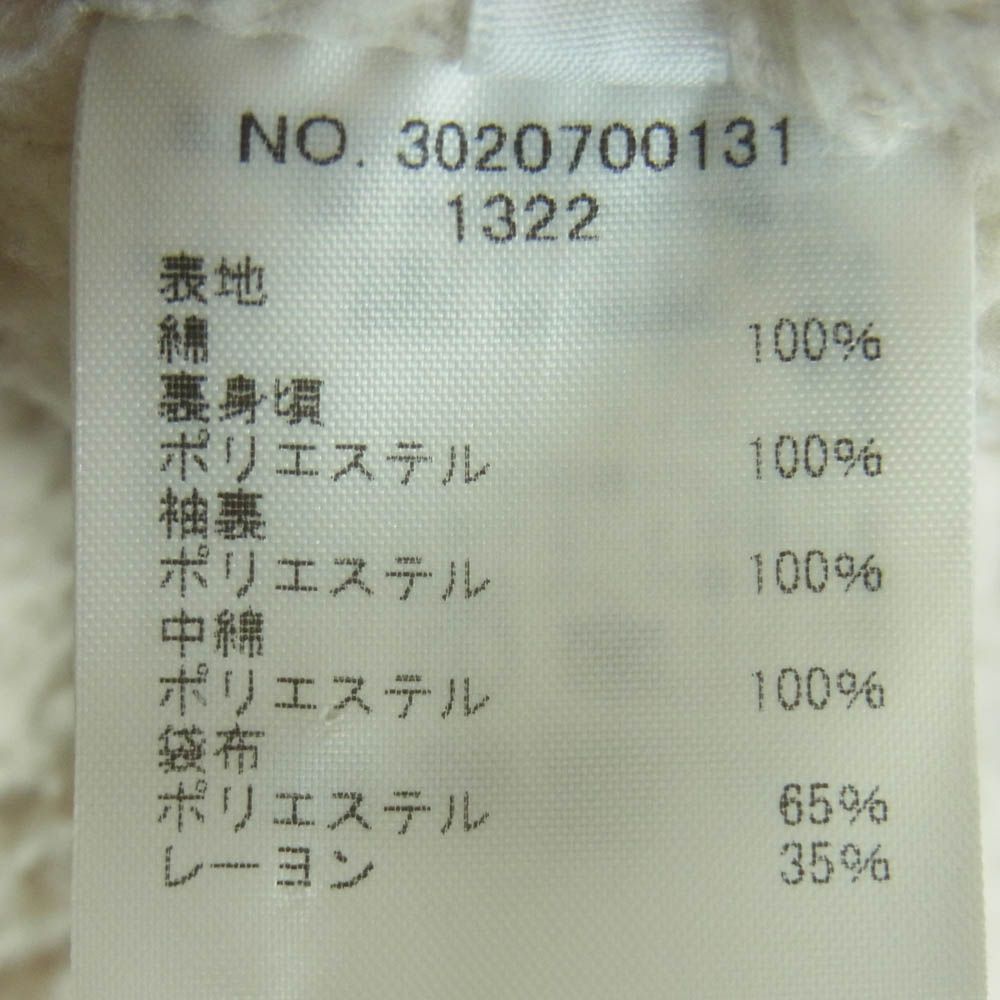 NO. 3020700131
1322
表地
綿 100%
裏身頃
ポリエステル 100%
袖裏
ポリエステル 100%
中綿
ポリエステル 100%
袋布
ポリエステル 65%
レーヨン 35%